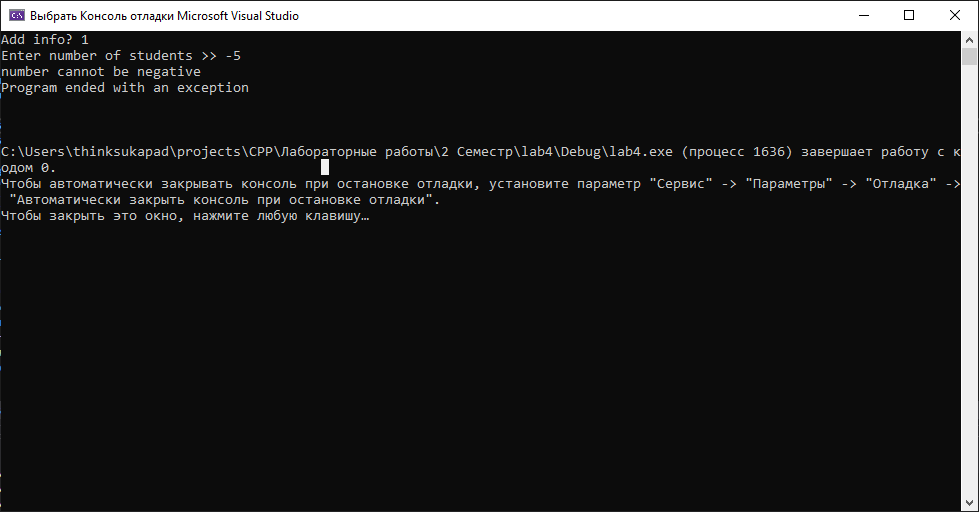 Выбрать Консоль отладки Microsoft Visual Studio
Add info? 1
Enter number of students >> -5
number cannot be negative
Program ended with an exception
C:\Users\thinksukapad\projects\CPP\Лабораторные работы\2 Семестр\lab4\Debug\lab4.exe (процесс 1636) завершает работу с к
одом 0.
Чтобы автоматически закрывать консоль при остановке отладки, установите параметр "Сервис" -> "Параметры" -> "Отладка" ->
"Автоматически закрыть консоль при остановке отладки".
Чтобы закрыть это окно, нажмите любую клавишу…